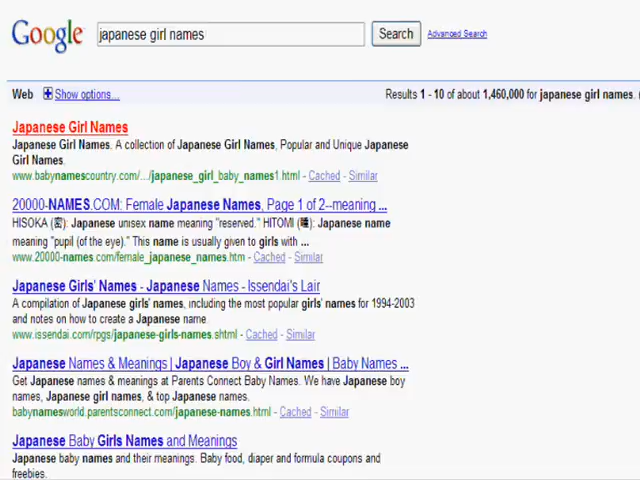 Google japanese girl names Search Advanced Search
Web Show options... Results 1 - 10 of about 1,460,000 for japanese girl names.
Japanese Girl Names
Japanese Girl Names. A collection of Japanese Girl Names, Popular and Unique Japanese
Girl Names.
www.babynamescountry.com/.../japanese_girl_baby_names1.html - Cached - Similar
20000-NAMES.COM: Female Japanese Names, Page 1 of 2--meaning ...
HISOKA (密): Japanese unisex name meaning "reserved." HITOMI (瞳): Japanese name
meaning "pupil (of the eye)." This name is usually given to girls with ...
www.20000-names.com/female_japanese_names.htm - Cached - Similar
Japanese Girls' Names - Japanese Names - Issendai's Lair
A compilation of Japanese girls' names, including the most popular girls' names for 1994-2003
and notes on how to create a Japanese name.
www.issendai.com/rpgs/japanese-girls-names.shtml - Cached - Similar
Japanese Names & Meanings | Japanese Boy & Girl Names | Baby Names ...
Get Japanese names & meanings at Parents Connect Baby Names. We have Japanese boy
names, Japanese girl names, & top Japanese names.
babynamesworld.parentsconnect.com/japanese-names.html - Cached - Similar
Japanese Baby Girls Names and Meanings
Japanese baby names and their meanings. Baby food, diaper and formula coupons and
freebies.